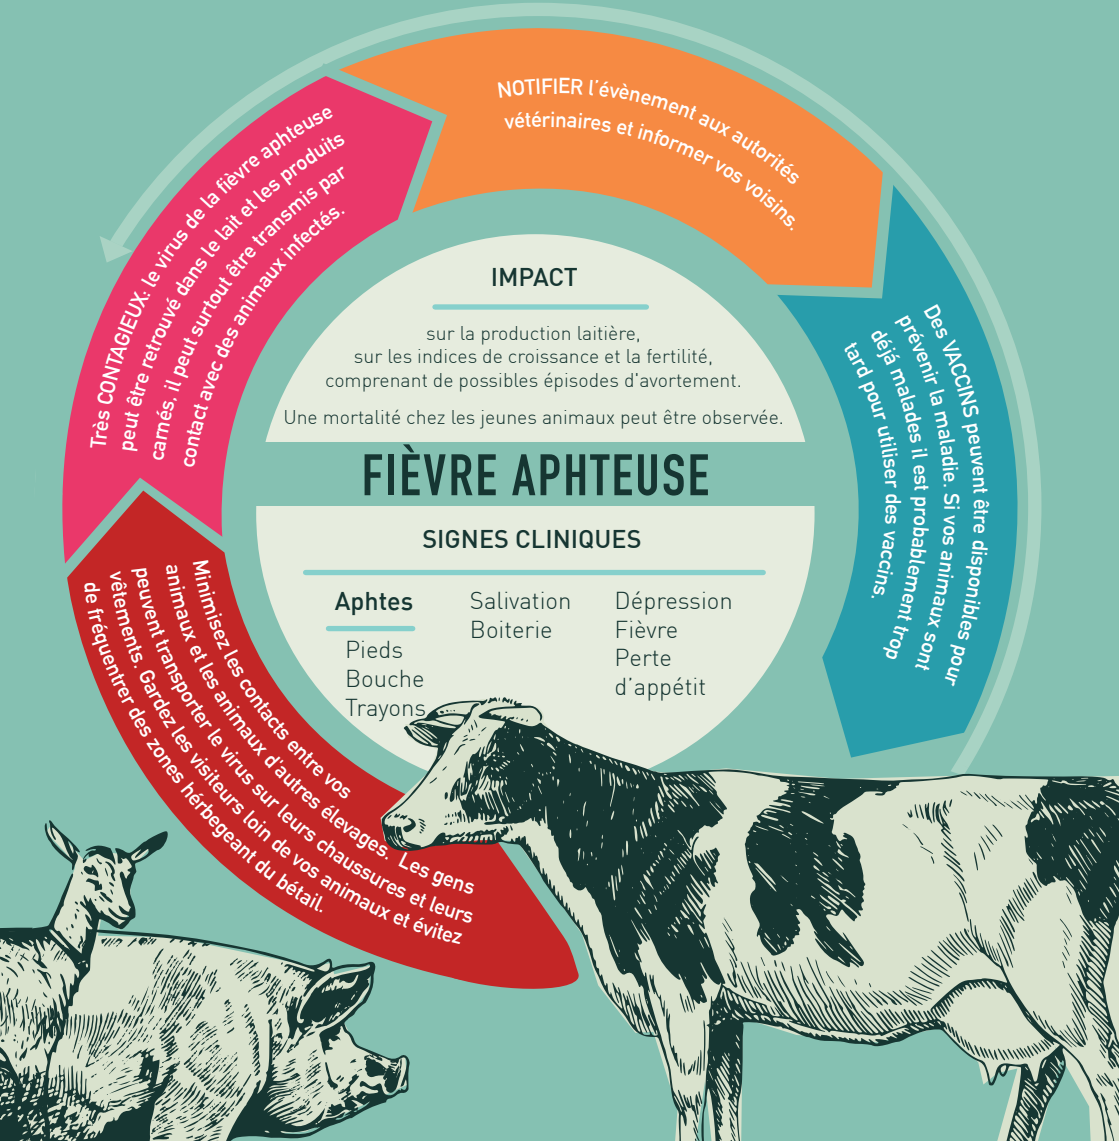 NOTIFIER l'évènement aux autorités
vétérinaires et informer vos voisins.
Des VACCINS peuvent être disponibles pour
prévenir la maladie. Si vos animaux sont
déjá malades il est probablement trop
tard pour utiliser des vaccins.
Très CONTAGIEUX: le virus de la fièvre aphteuse
peut être retrouvé dans le lait et les produits
carnés, il peut surtout être transmis par
contact avec des animaux infectés.
Minimisez les contacts entre vos
animaux et les animaux d'autres élevages. Les gens
peuvent transporter le virus sur leurs chaussures et leurs
vêtements. Gardez les visiteurs loin de vos animaux et évitez
de fréquentrer des zones hérbegeant du bétail.
IMPACT
sur la production laitière,
sur les indices de croissance et la fertilité,
comprenant de possibles épisodes d'avortement.
Une mortalité chez les jeunes animaux peut être observée.
FIÈVRE APHTEUSE
SIGNES CLINIQUES
Aphtes
Pieds
Bouche
Trayons
Salivation
Boiterie
Dépression
Fièvre
Perte
d'appétit